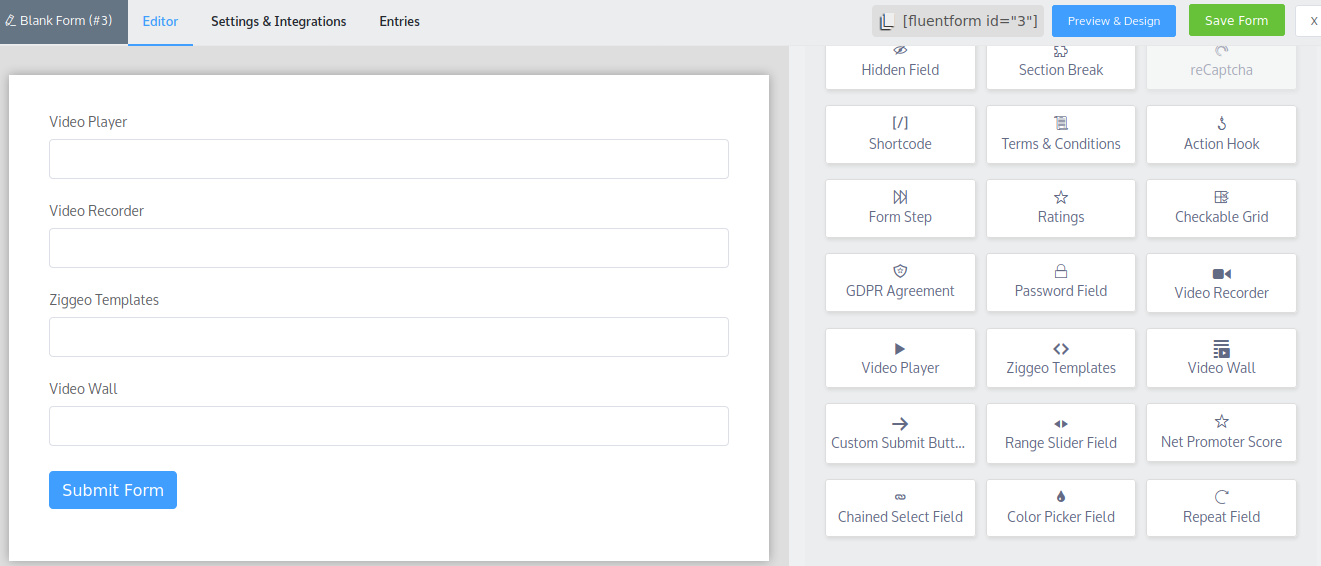 Blank Form (#3)
Editor
Settings & Integrations
Entries
[fluentform id="3"]
Preview & Design
Save Form
X
Video Player
Video Recorder
Ziggeo Templates
Video Wall
Submit Form
Hidden Field
Section Break
reCaptcha
[/]
Shortcode
Terms & Conditions
Action Hook
Form Step
Ratings
Checkable Grid
GDPR Agreement
Password Field
Video Recorder
Video Player
Ziggeo Templates
Video Wall
Custom Submit Butt...
Range Slider Field
Net Promoter Score
Chained Select Field
Color Picker Field
Repeat Field